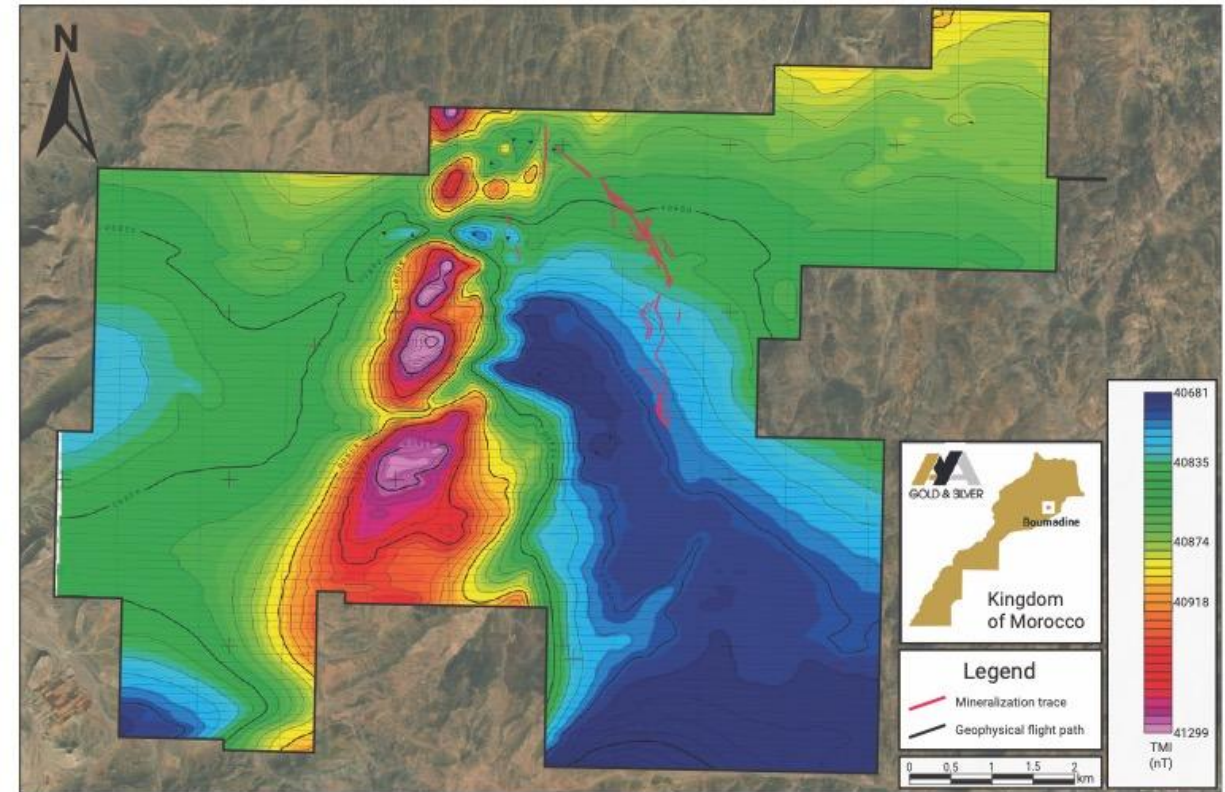 N
40681
40835
40874
40918
41299
TMI
(nT)
GOLD & SILVER
Boumadine
Kingdom
of Morocco
Legend
Mineralization trace
Geophysical flight path
0 0,5 1 1.5 2
km